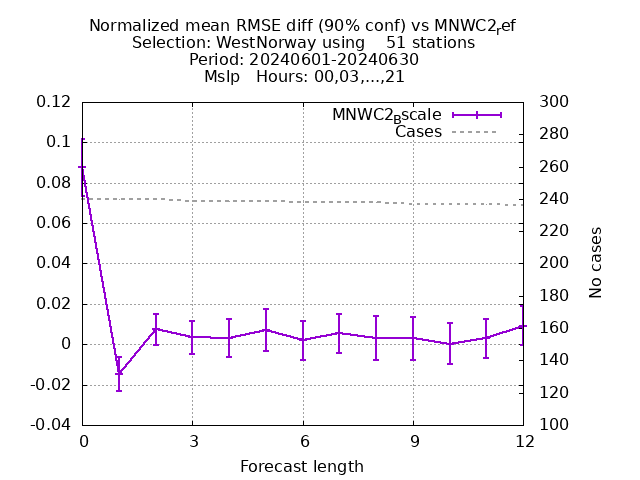 Normalized mean RMSE diff (90% conf) vs MNWC2ref
Selection: WestNorway using    51 stations
Period: 20240601-20240630
Mslp   Hours: 00,03,...,21
MNWC2Bscale
Cases
0.12
0.1
0.08
0.06
0.04
0.02
0
-0.02
-0.04
300
280
260
240
220
200
180
160
140
120
100
No cases
0 3 6 9 12
Forecast length